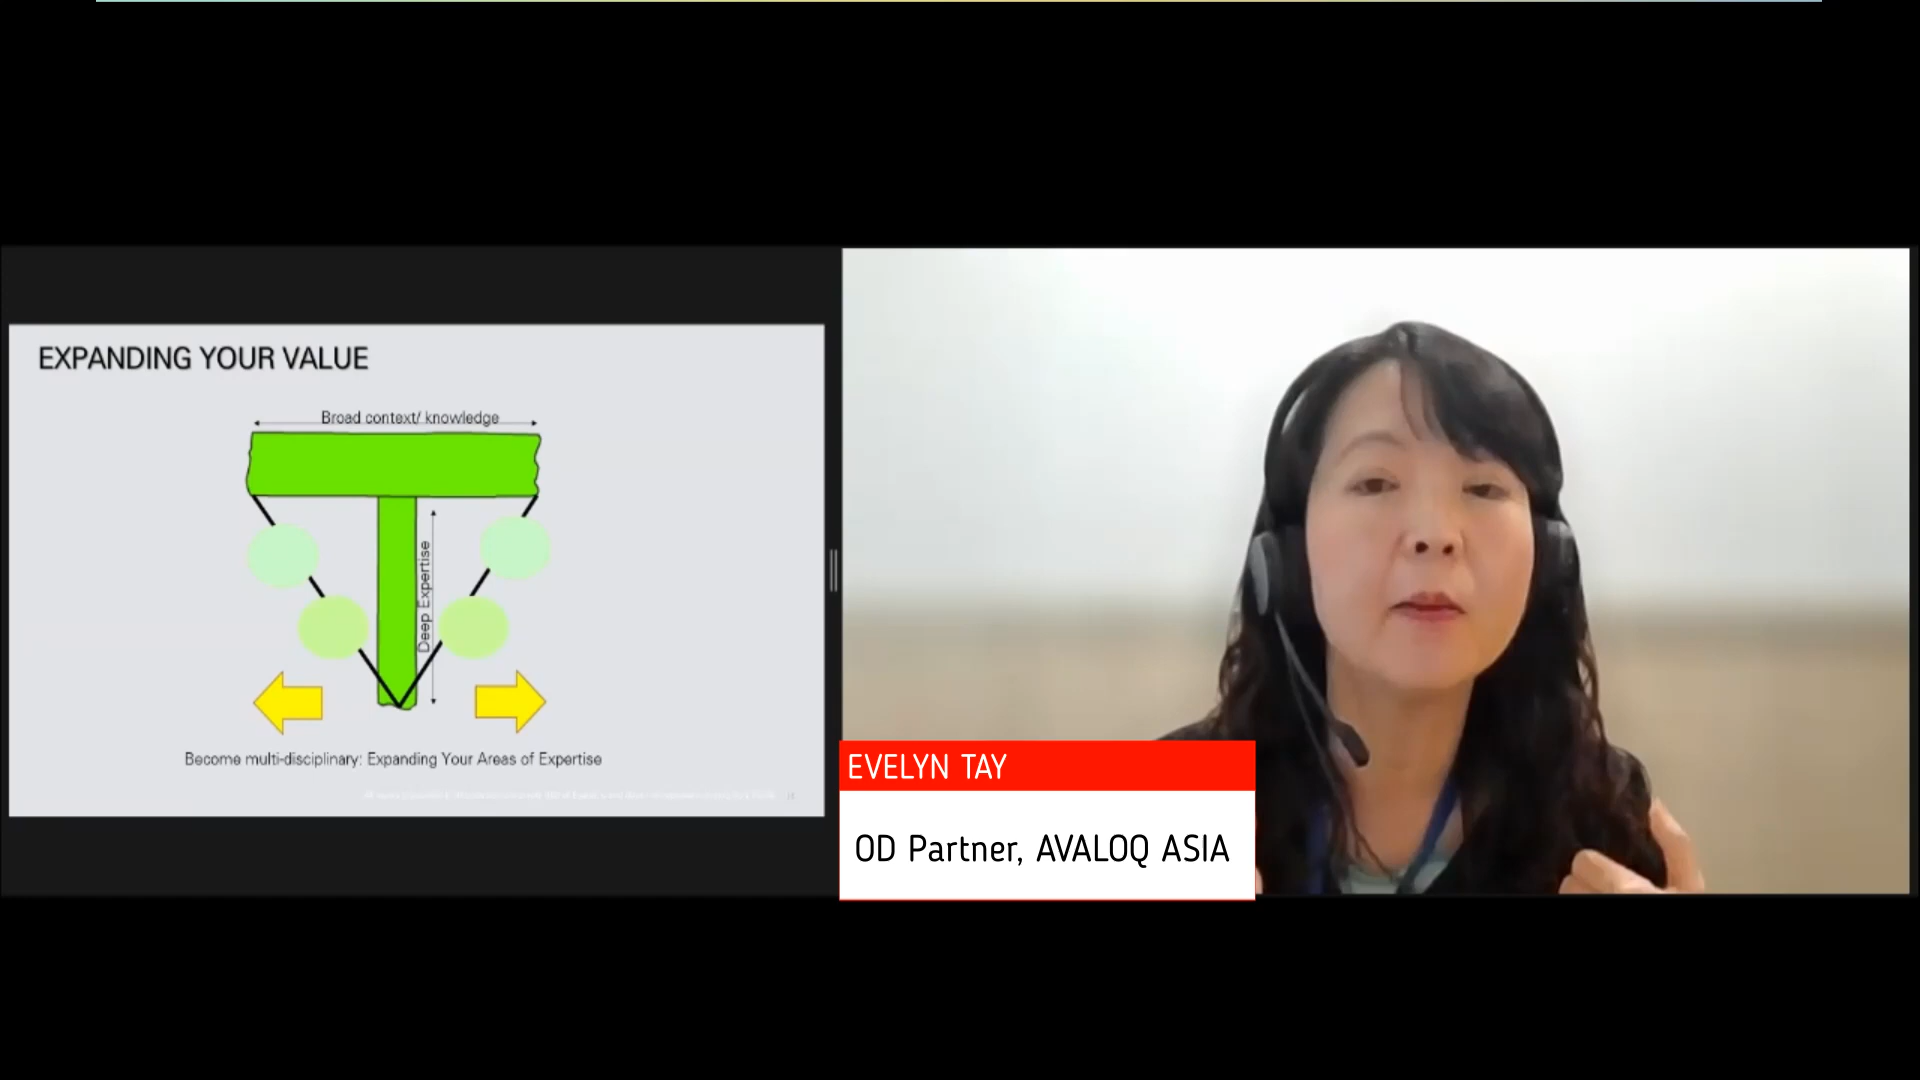 EXPANDING YOUR VALUE
Broad context/ knowledge
Deep Expertise
Become multi-disciplinary: Expanding Your Areas of Expertise
EVELYN TAY
OD Partner, AVALOQ ASIA